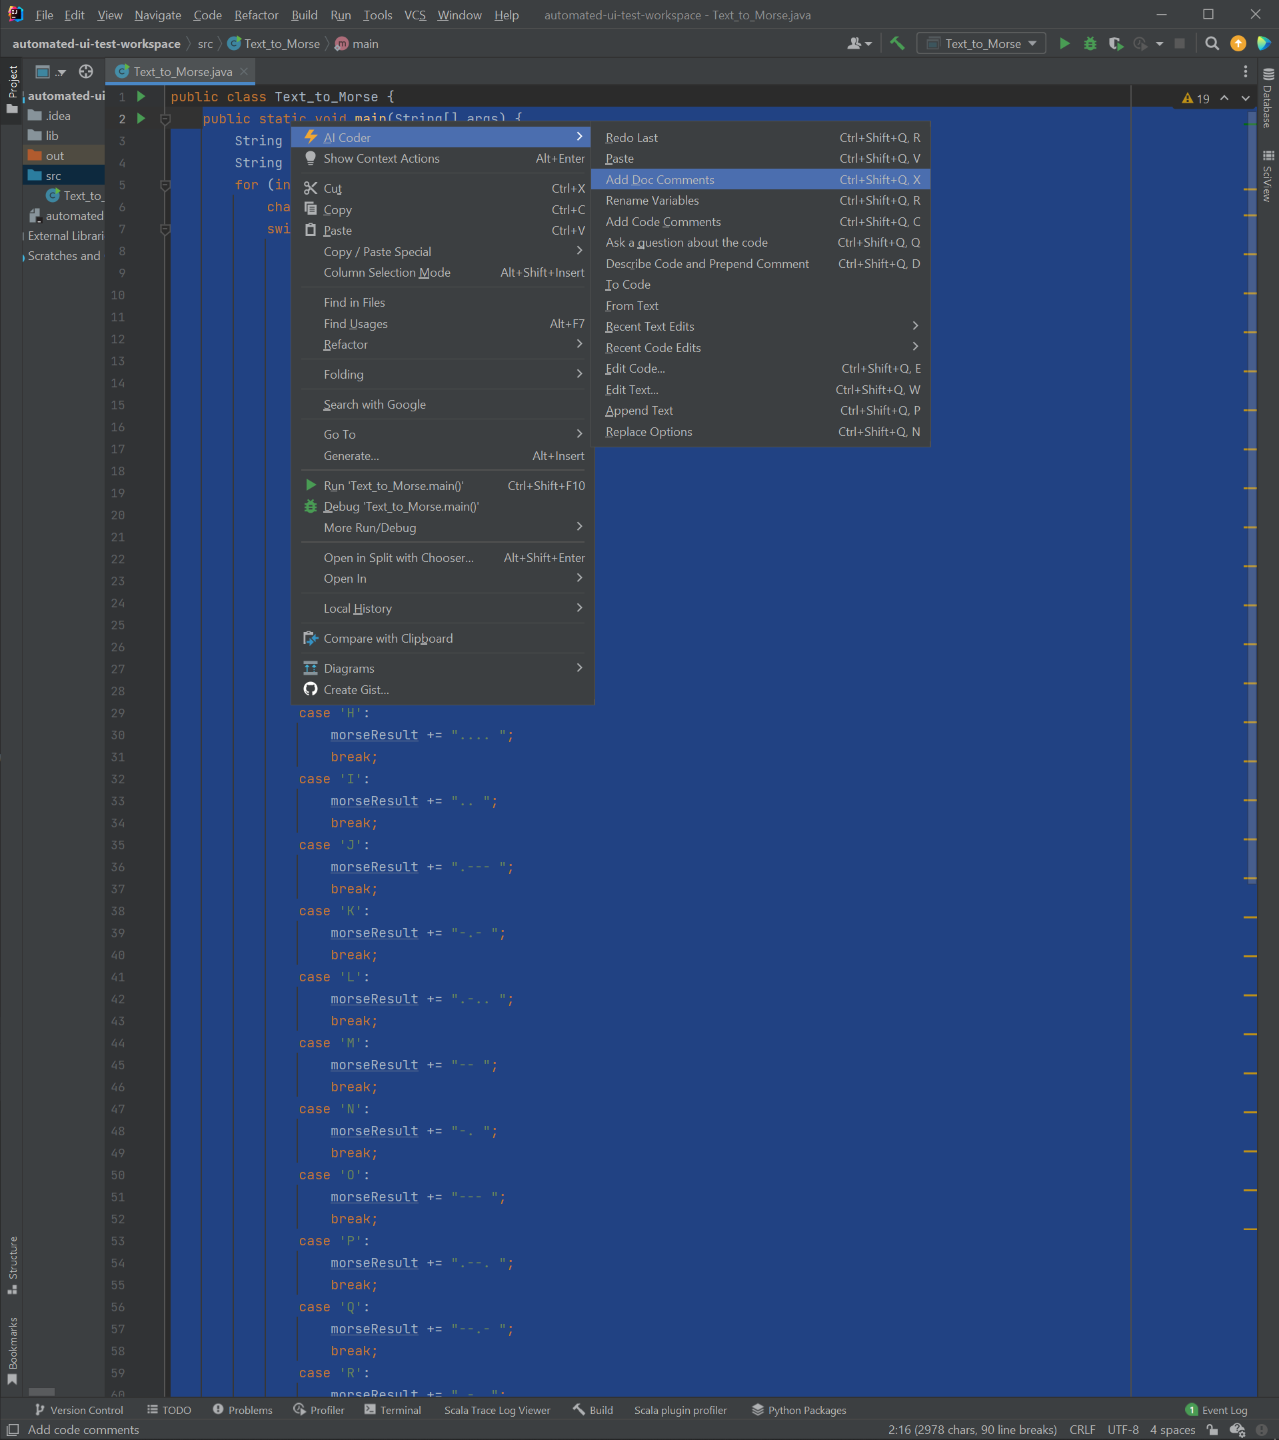 File Edit View Navigate Code Refactor Build Run Tools VCS Window Help automated-ui-test-workspace - Text_to_Morse.java
automated-ui-test-workspace src Text_to_Morse main Text_to_Morse
Project
Text_to_Morse.java
automated-ui
.idea
lib
out
src
Text_to_
automated
External Librari
Scratches and
Structure
Bookmarks
1 public class Text_to_Morse {
2 public static void main(String[] args) {
3 String
4 String
5 for (in
6 cha
7 swi
8
9
10
11
12
13
14
15
16
17
18
19
20
21
22
23
24
25
26
27
28
29 case 'H':
30 morseResult += ".... ";
31 break;
32 case 'I':
33 morseResult += ".. ";
34 break;
35 case 'J':
36 morseResult += ".--- ";
37 break;
38 case 'K':
39 morseResult += "-.- ";
40 break;
41 case 'L':
42 morseResult += ".-.. ";
43 break;
44 case 'M':
45 morseResult += "-- ";
46 break;
47 case 'N':
48 morseResult += "-. ";
49 break;
50 case 'O':
51 morseResult += "--- ";
52 break;
53 case 'P':
54 morseResult += ".--. ";
55 break;
56 case 'Q':
57 morseResult += "--.- ";
58 break;
59 case 'R':
60 morseResult += ".-. ";
AI Coder
Show Context Actions Alt+Enter
Cut Ctrl+X
Copy Ctrl+C
Paste Ctrl+V
Copy / Paste Special
Column Selection Mode Alt+Shift+Insert
Find in Files
Find Usages Alt+F7
Refactor
Folding
Search with Google
Go To
Generate... Alt+Insert
Run 'Text_to_Morse.main()' Ctrl+Shift+F10
Debug 'Text_to_Morse.main()'
More Run/Debug
Open in Split with Chooser... Alt+Shift+Enter
Open In
Local History
Compare with Clipboard
Diagrams
Create Gist...
Redo Last Ctrl+Shift+Q, R
Paste Ctrl+Shift+Q, V
Add Doc Comments Ctrl+Shift+Q, X
Rename Variables Ctrl+Shift+Q, R
Add Code Comments Ctrl+Shift+Q, C
Ask a question about the code Ctrl+Shift+Q, Q
Describe Code and Prepend Comment Ctrl+Shift+Q, D
To Code
From Text
Recent Text Edits
Recent Code Edits
Edit Code... Ctrl+Shift+Q, E
Edit Text... Ctrl+Shift+Q, W
Append Text Ctrl+Shift+Q, P
Replace Options Ctrl+Shift+Q, N
19
Database
SciView
Version Control TODO Problems Profiler Terminal Scala Trace Log Viewer Build Scala plugin profiler Python Packages 1 Event Log
Add code comments 2:16 (2978 chars, 90 line breaks) CRLF UTF-8 4 spaces